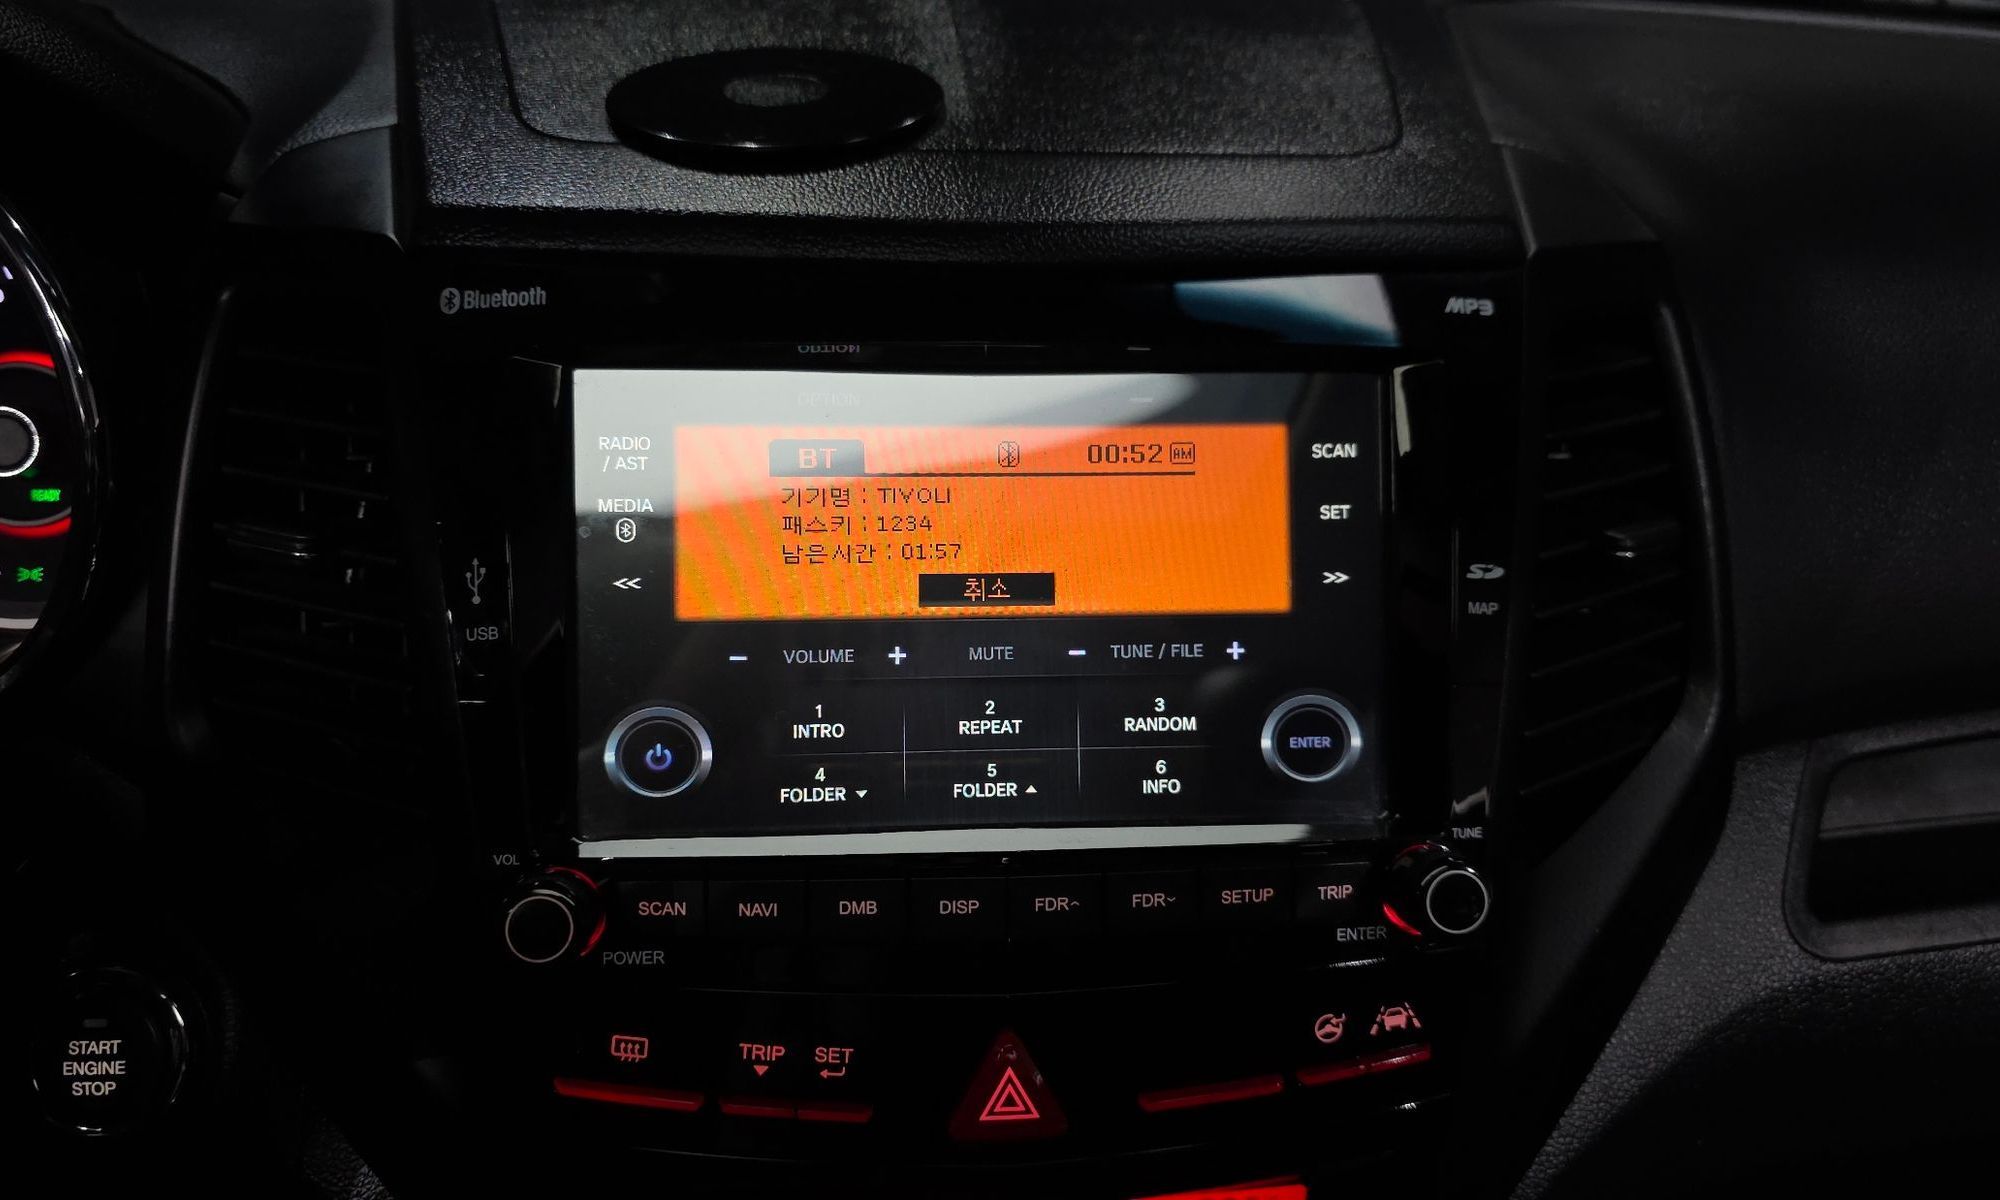 Bluetooth
MP3
OPTION
RADIO
/ AST
BT
00:52 AM
SCAN
MEDIA
기기명 : TIVOLI
SET
패스키 : 1234
남은시간 : 01:57
<<
취소
>>
USB
MAP
- VOLUME +
MUTE
- TUNE / FILE +
1
INTRO
2
REPEAT
3
RANDOM
4
FOLDER ▼
5
FOLDER ▲
6
INFO
ENTER
READY
VOL
TUNE
SCAN
NAVI
DMB
DISP
FDR^
FDR⌄
SETUP
TRIP
POWER
ENTER
START
ENGINE
STOP
TRIP
SET